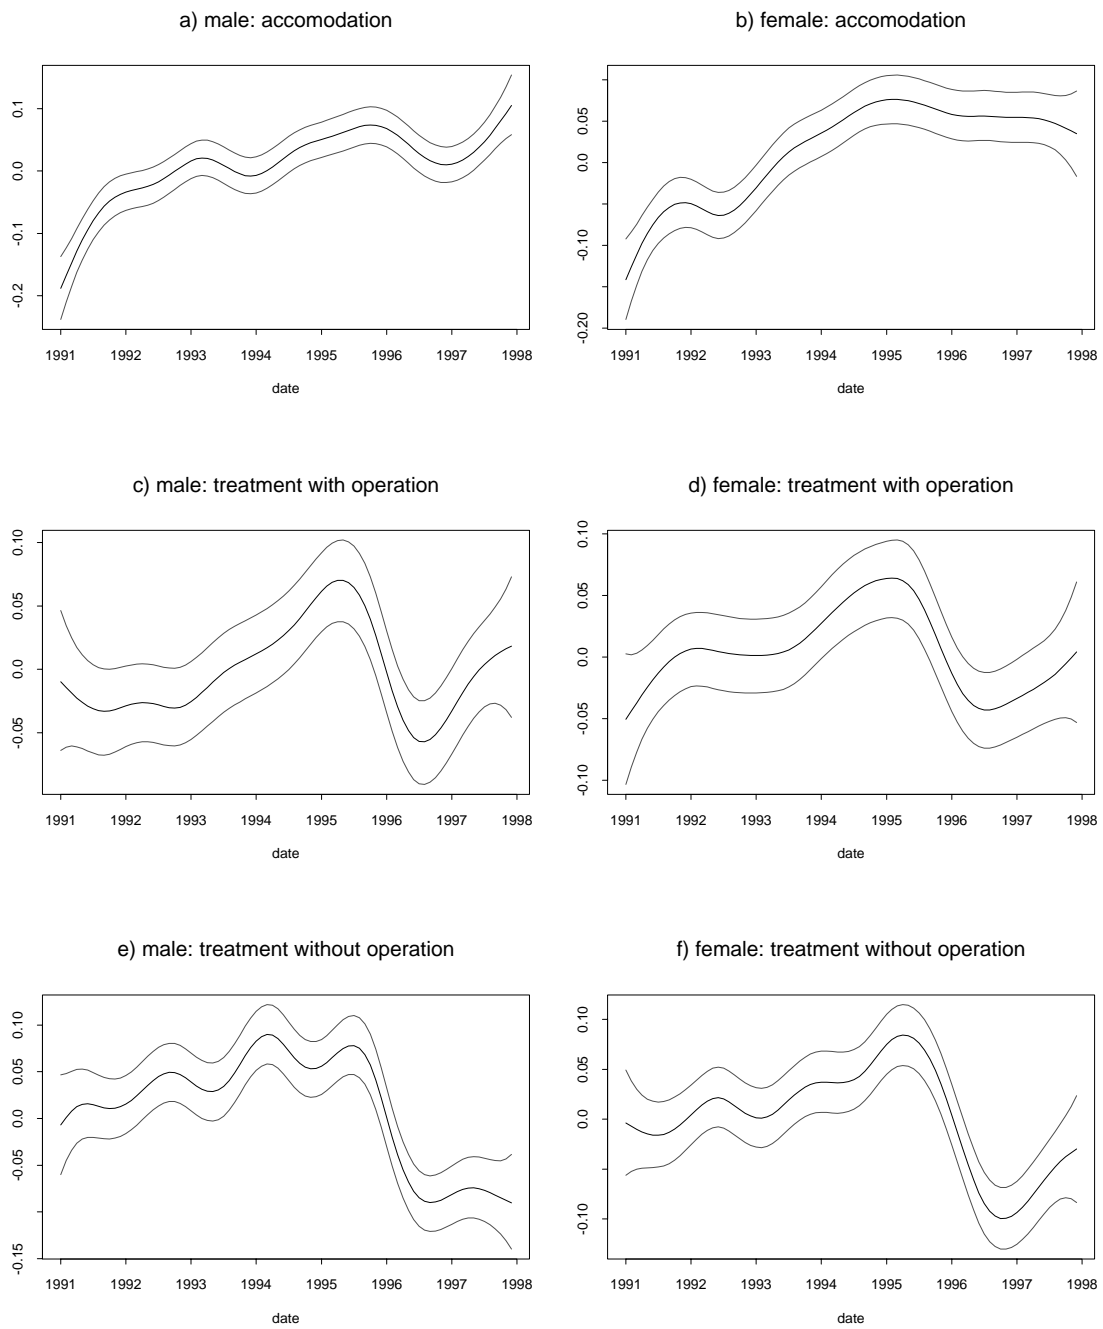 a) male: accomodation
b) female: accomodation
0.1
0.0
-0.1
-0.2
1991 1992 1993 1994 1995 1996 1997 1998
date
0.05
0.0
-0.10
-0.20
1991 1992 1993 1994 1995 1996 1997 1998
date
c) male: treatment with operation
d) female: treatment with operation
0.10
0.05
0.0
-0.05
1991 1992 1993 1994 1995 1996 1997 1998
date
0.10
0.05
0.0
-0.05
-0.10
1991 1992 1993 1994 1995 1996 1997 1998
date
e) male: treatment without operation
f) female: treatment without operation
0.10
0.05
0.0
-0.05
-0.15
1991 1992 1993 1994 1995 1996 1997 1998
date
0.10
0.05
0.0
-0.10
1991 1992 1993 1994 1995 1996 1997 1998
date